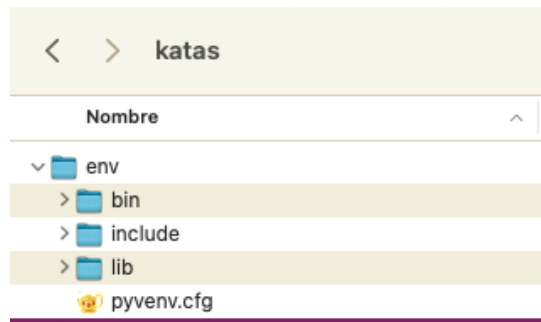 katas
Nombre
env
bin
include
lib
pyvenv.cfg